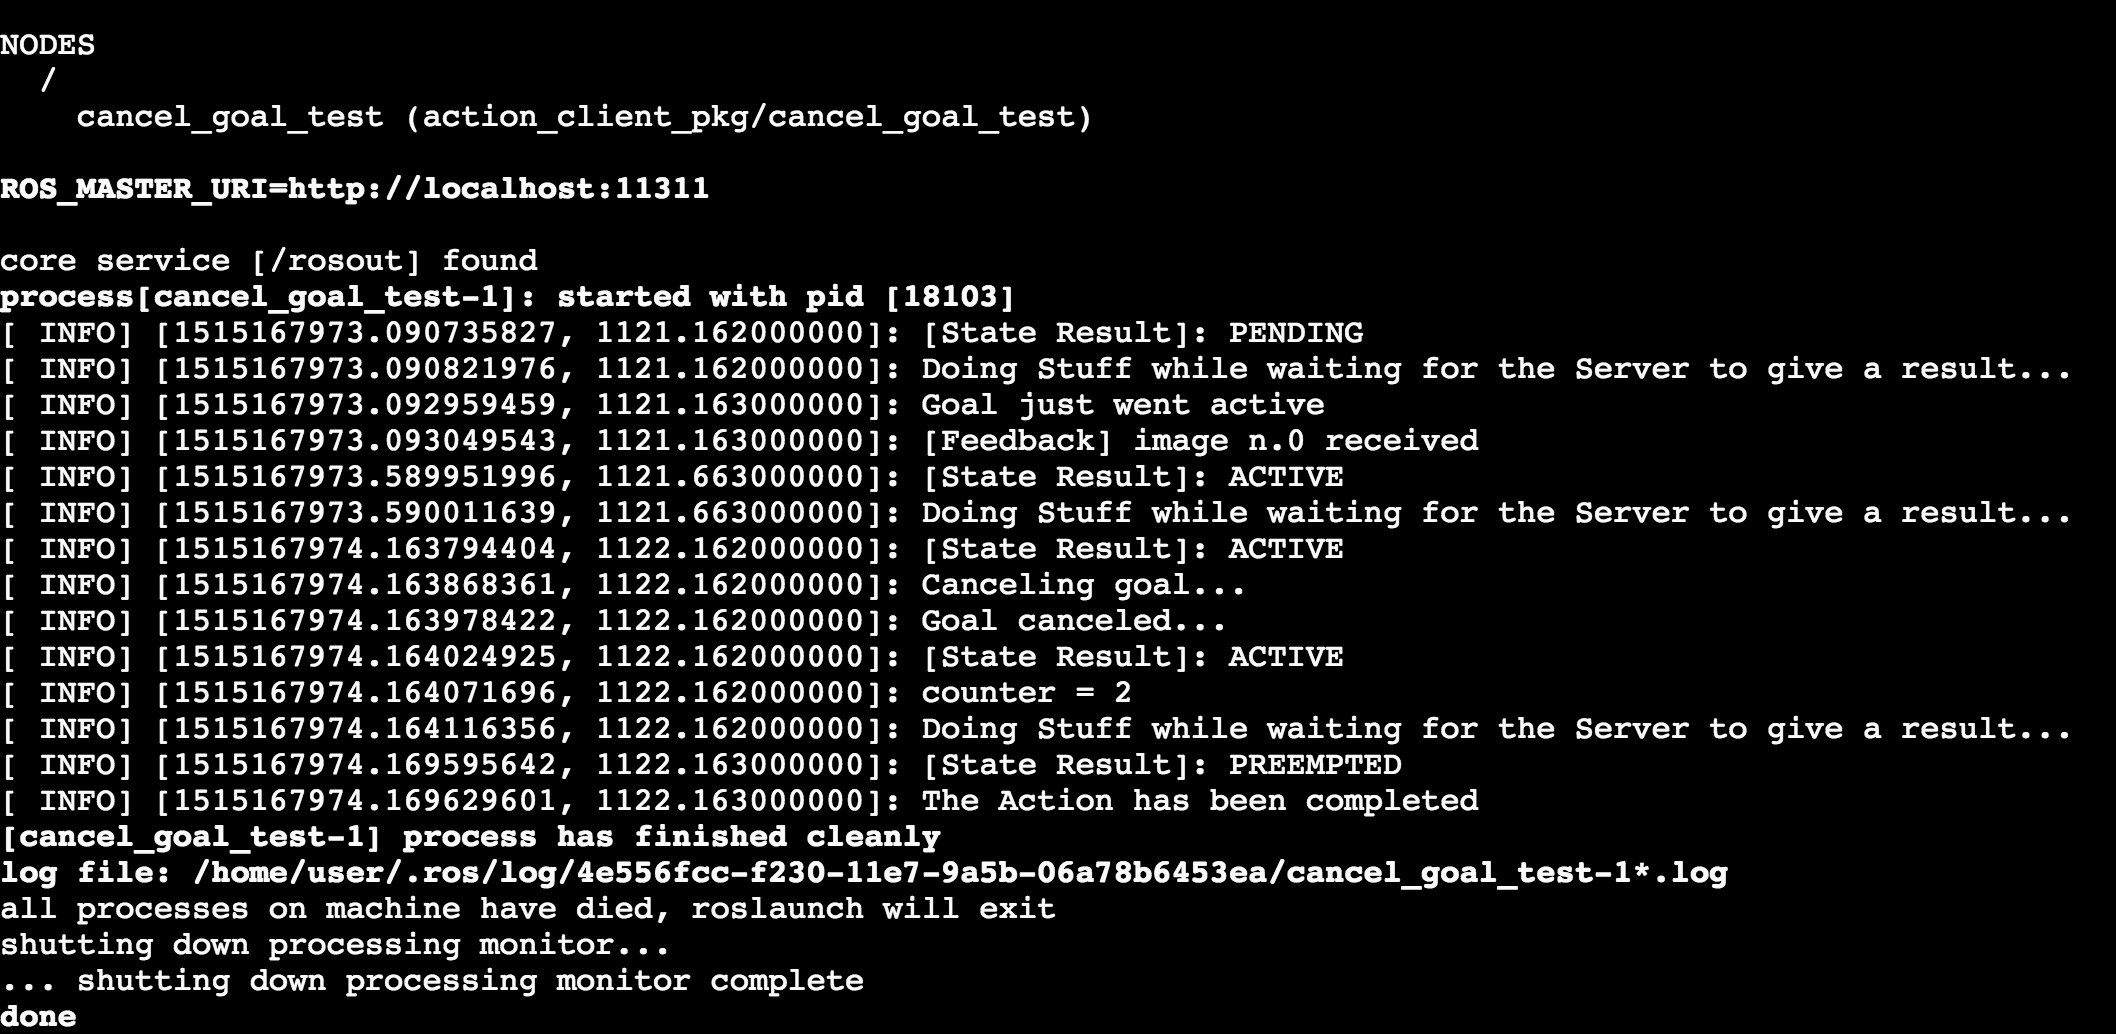 NODES
  /
    cancel_goal_test (action_client_pkg/cancel_goal_test)

ROS_MASTER_URI=http://localhost:11311

core service [/rosout] found
process[cancel_goal_test-1]: started with pid [18103]
[ INFO] [1515167973.090735827, 1121.162000000]: [State Result]: PENDING
[ INFO] [1515167973.090821976, 1121.162000000]: Doing Stuff while waiting for the Server to give a result...
[ INFO] [1515167973.092959459, 1121.163000000]: Goal just went active
[ INFO] [1515167973.093049543, 1121.163000000]: [Feedback] image n.0 received
[ INFO] [1515167973.589951996, 1121.663000000]: [State Result]: ACTIVE
[ INFO] [1515167973.590011639, 1121.663000000]: Doing Stuff while waiting for the Server to give a result...
[ INFO] [1515167974.163794404, 1122.162000000]: [State Result]: ACTIVE
[ INFO] [1515167974.163868361, 1122.162000000]: Canceling goal...
[ INFO] [1515167974.163978422, 1122.162000000]: Goal canceled...
[ INFO] [1515167974.164024925, 1122.162000000]: [State Result]: ACTIVE
[ INFO] [1515167974.164071696, 1122.162000000]: counter = 2
[ INFO] [1515167974.164116356, 1122.162000000]: Doing Stuff while waiting for the Server to give a result...
[ INFO] [1515167974.169595642, 1122.163000000]: [State Result]: PREEMPTED
[ INFO] [1515167974.169629601, 1122.163000000]: The Action has been completed
[cancel_goal_test-1] process has finished cleanly
log file: /home/user/.ros/log/4e556fcc-f230-11e7-9a5b-06a78b6453ea/cancel_goal_test-1*.log
all processes on machine have died, roslaunch will exit
shutting down processing monitor...
... shutting down processing monitor complete
done